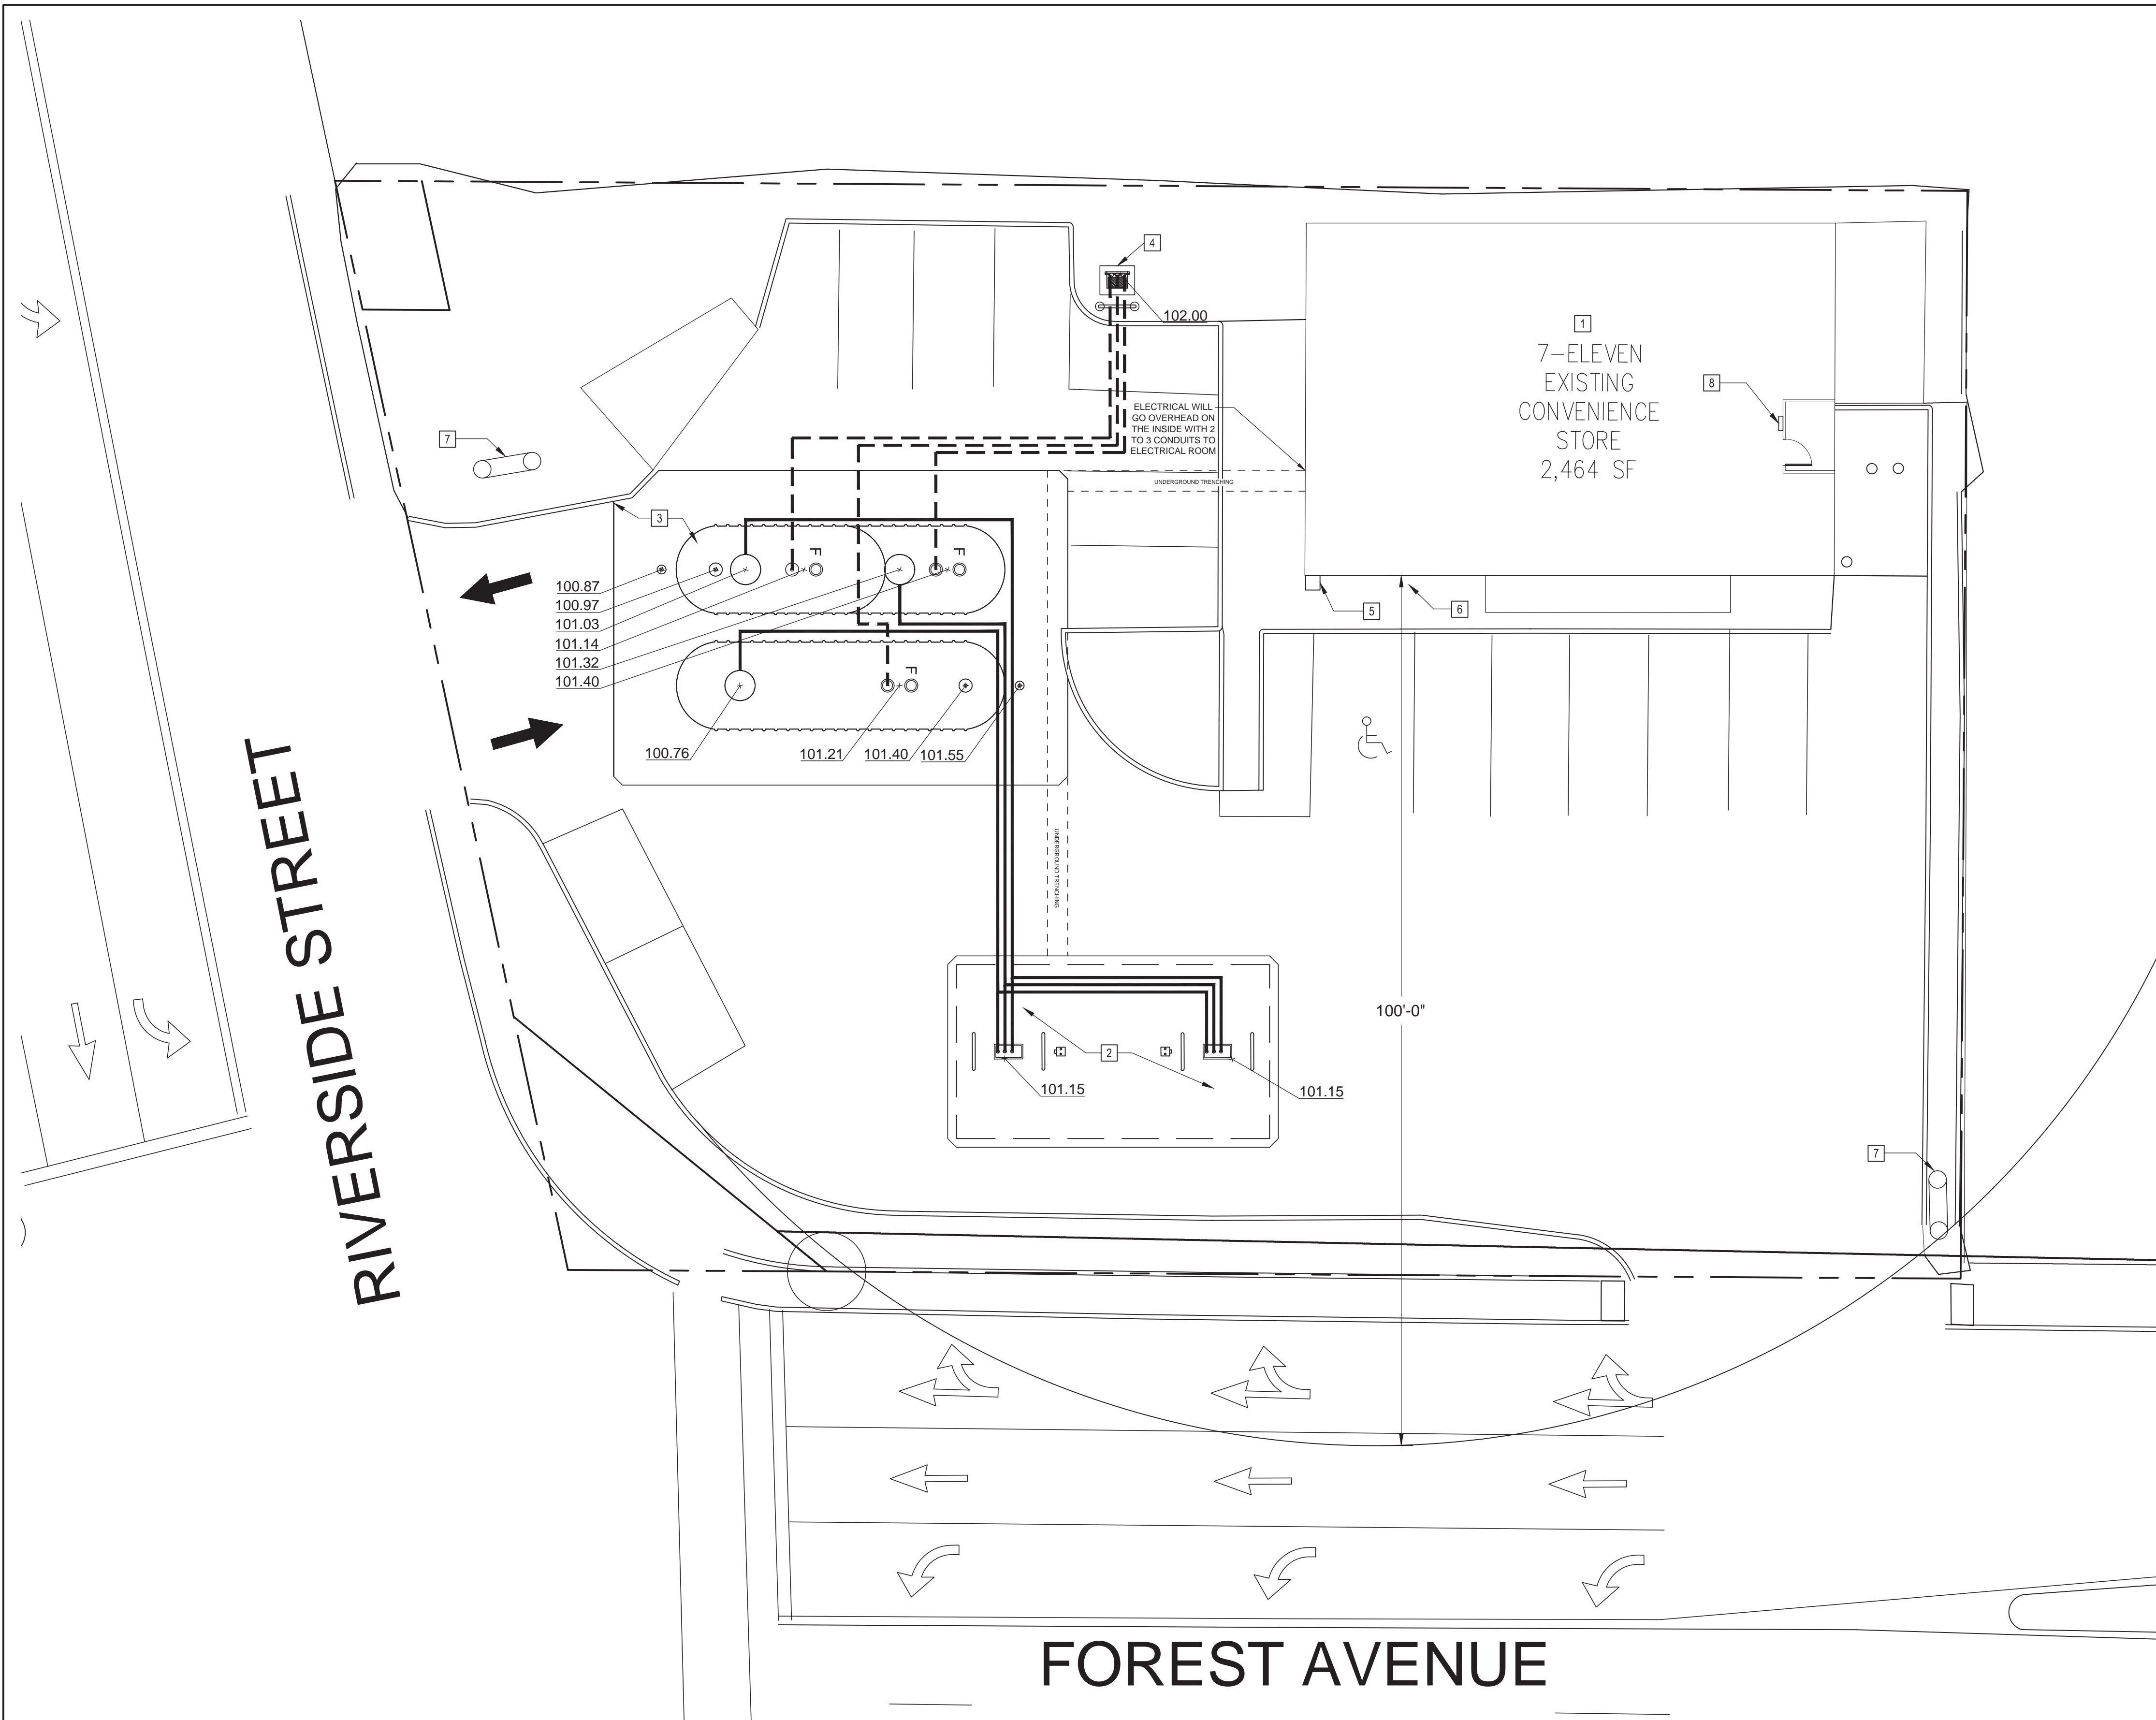 4
102.00
1
7-ELEVEN
EXISTING
CONVENIENCE
STORE
2,464 SF
8
ELECTRICAL WILL
GO OVERHEAD ON
THE INSIDE WITH 2
TO 3 CONDUITS TO
ELECTRICAL ROOM
7
UNDERGROUND TRENCHING
3
F
F
100.87
100.97
101.03
101.14
101.32
101.40
5
6
F
100.76
101.21
101.40
101.55
UNDERGROUND TRENCHING
RIVERSIDE STREET
100'-0"
2
101.15
101.15
7
FOREST AVENUE